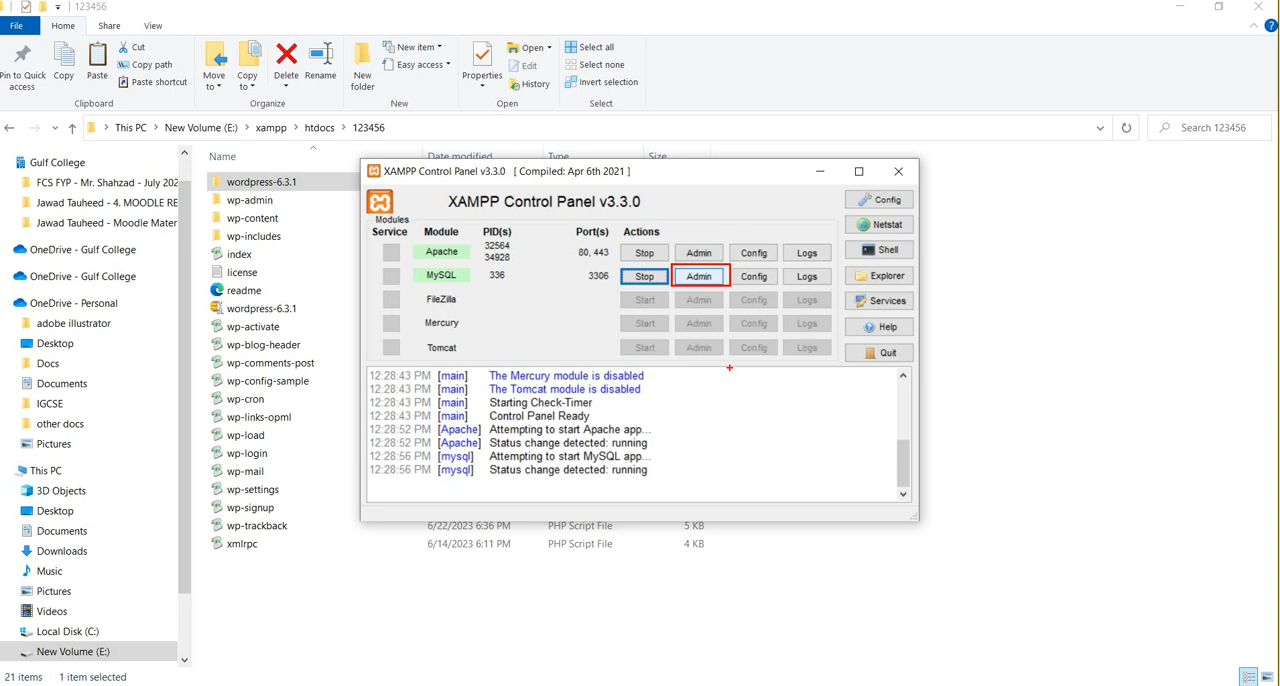 123456
File Home Share View
Pin to Quick access
Copy
Paste
Cut
Copy path
Paste shortcut
Clipboard
Move to
Copy to
Delete
Rename
Organize
New folder
New item
Easy access
New
Properties
Open
Edit
History
Open
Select all
Select none
Invert selection
Select
This PC > New Volume (E:) > xampp > htdocs > 123456
Search 123456
Gulf College
FCS FYP - Mr. Shahzad - July 202
Jawad Tauheed - 4. MOODLE RE
Jawad Tauheed - Moodle Mater
OneDrive - Gulf College
OneDrive - Gulf College
OneDrive - Personal
adobe illustrator
Desktop
Docs
Documents
IGCSE
other docs
Pictures
This PC
3D Objects
Desktop
Documents
Downloads
Music
Pictures
Videos
Local Disk (C:)
New Volume (E:)
Name Date modified Type Size
wordpress-6.3.1
wp-admin
wp-content
wp-includes
index
license
readme
wordpress-6.3.1
wp-activate
wp-blog-header
wp-comments-post
wp-config-sample
wp-cron
wp-links-opml
wp-load
wp-login
wp-mail
wp-settings
wp-signup
wp-trackback 6/22/2023 6:36 PM PHP Script File 5 KB
xmlrpc 6/14/2023 6:11 PM PHP Script File 4 KB
XAMPP Control Panel v3.3.0 [ Compiled: Apr 6th 2021 ]
XAMPP Control Panel v3.3.0
Modules
Service Module PID(s) Port(s) Actions
Apache 32564 34928 80, 443 Stop Admin Config Logs
MySQL 336 3306 Stop Admin Config Logs
FileZilla Start Admin Config Logs
Mercury Start Admin Config Logs
Tomcat Start Admin Config Logs
Config
Netstat
Shell
Explorer
Services
Help
Quit
12:28:43 PM [main] The Mercury module is disabled
12:28:43 PM [main] The Tomcat module is disabled
12:28:43 PM [main] Starting Check-Timer
12:28:43 PM [main] Control Panel Ready
12:28:52 PM [Apache] Attempting to start Apache app...
12:28:52 PM [Apache] Status change detected: running
12:28:56 PM [mysql] Attempting to start MySQL app...
12:28:56 PM [mysql] Status change detected: running
21 items 1 item selected